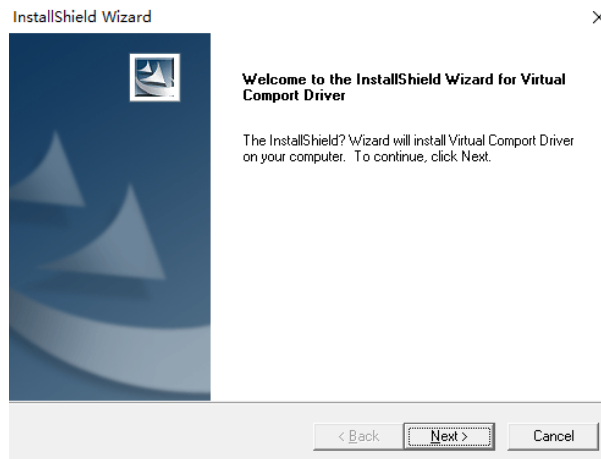 InstallShield Wizard
Welcome to the InstallShield Wizard for Virtual
Comport Driver
The InstallShield? Wizard will install Virtual Comport Driver
on your computer. To continue, click Next.
< Back
Next >
Cancel